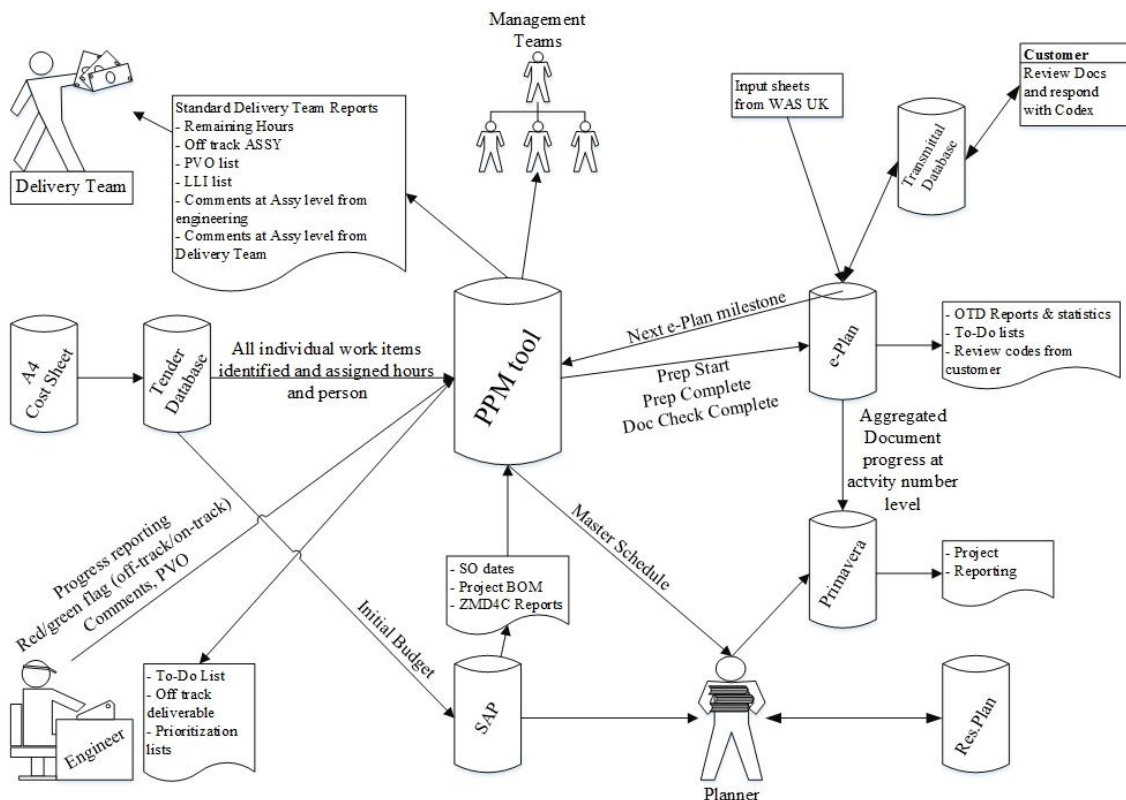 Management
Teams
Standard Delivery Team Reports
- Remaining Hours
- Off track ASSY
- PVO list
- LLI list
- Comments at Assy level from
engineering
- Comments at Assy level from
Delivery Team
Delivery Team
Input sheets
from WAS UK
Customer
Review Docs
and respond
with Codex
Transmittal
Database
A4
Cost Sheet
Tender
Database
All individual work items
identified and assigned hours
and person
PPM tool
Next e-Plan milestone
Prep Start
Prep Complete
Doc Check Complete
e-Plan
- OTD Reports & statistics
- To-Do lists
- Review codes from
customer
Aggregated
Document
progress at
actvity number
level
Progress reporting
Red/green flag (off-track/on-track)
Comments, PVO
Initial Budget
- SO dates
- Project BOM
- ZMD4C Reports
Master Schedule
Primavera
- Project
- Reporting
Engineer
- To-Do List
- Off track
deliverable
- Prioritization
lists
SAP
Planner
Res.Plan